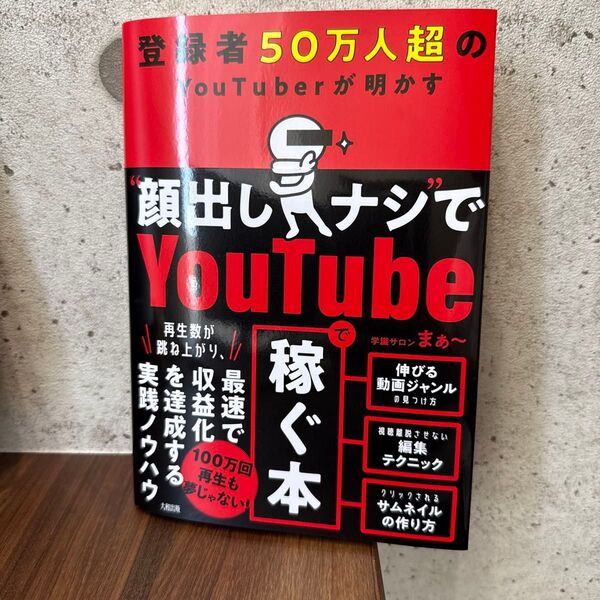 登録者50万人超の
YouTuberが明かす
“顔出しナシ”で
YouTube
で
稼ぐ本
学識サロン まぁ〜
再生数が
跳ね上がり、
最速で
収益化
を達成する
実践ノウハウ
100万回
再生も
夢じゃない!
伸びる
動画ジャンル
の見つけ方
視聴離脱させない
編集
テクニック
クリックされる
サムネイル
の作り方
大和出版